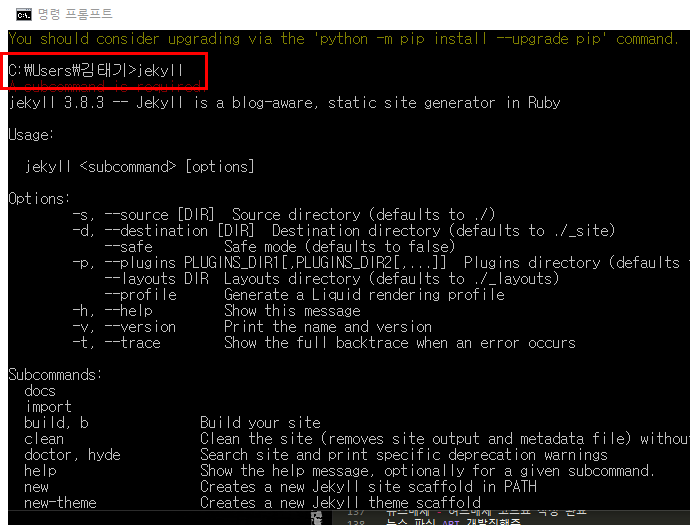 명령 프롬프트
You should consider upgrading via the 'python -m pip install --upgrade pip' command.
C:₩Users₩김태기>jekyll
A subcommand is required.
jekyll 3.8.3 -- Jekyll is a blog-aware, static site generator in Ruby
Usage:
jekyll <subcommand> [options]
Options:
-s, --source [DIR]  Source directory (defaults to ./)
-d, --destination [DIR]  Destination directory (defaults to ./_site)
--safe         Safe mode (defaults to false)
-p, --plugins PLUGINS_DIR1[,PLUGINS_DIR2[,...]]  Plugins directory (defaults
--layouts DIR  Layouts directory (defaults to ./_layouts)
--profile      Generate a Liquid rendering profile
-h, --help         Show this message
-v, --version      Print the name and version
-t, --trace        Show the full backtrace when an error occurs
Subcommands:
docs
import
build, b              Build your site
clean                 Clean the site (removes site output and metadata file) without
doctor, hyde          Search site and print specific deprecation warnings
help                  Show the help message, optionally for a given subcommand.
new                   Creates a new Jekyll site scaffold in PATH
new-theme             Creates a new Jekyll theme scaffold
137
138